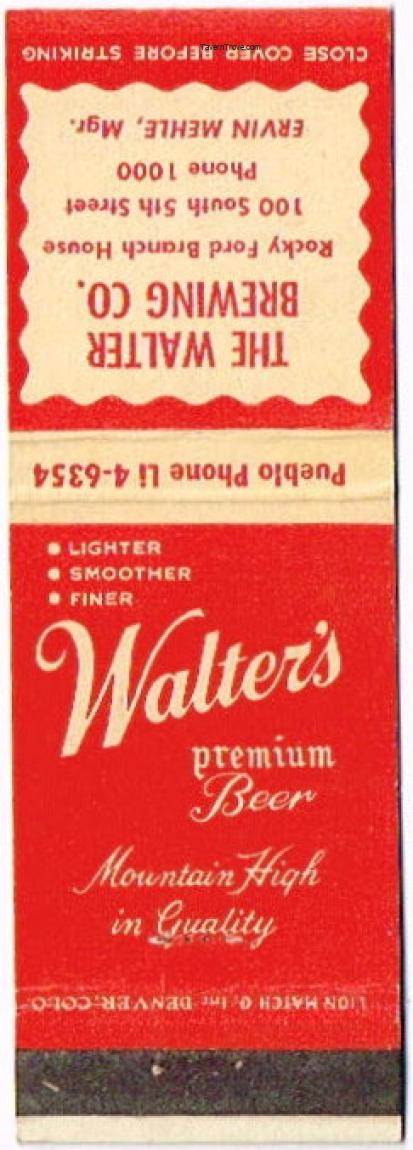 TavernTrove.com
CLOSE COVER BEFORE STRIKING
THE WALTER
BREWING CO.
Rocky Ford Branch House
100 South 5th Street
Phone 1000
ERVIN MEHLE, Mgr.
Pueblo Phone Li 4-6354
● LIGHTER
● SMOOTHER
● FINER
Walter's
premium
Beer
Mountain High
in Quality
LION MATCH Inc DENVER, COLO.